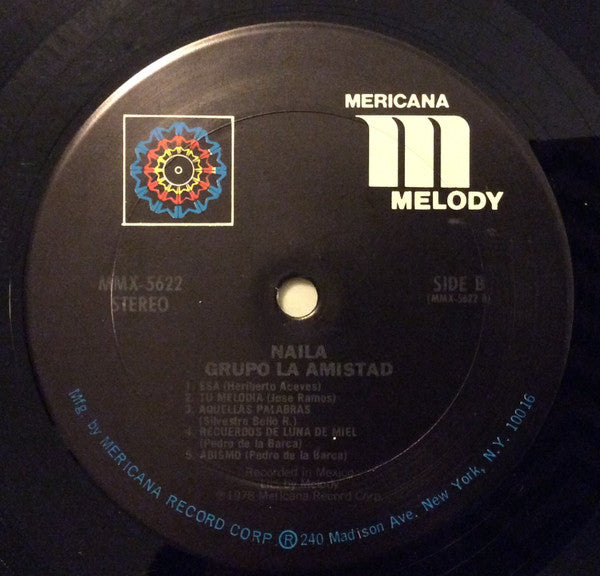 MERICANA
m
MELODY
MMX-5622
STEREO
SIDE B
(MMX-5622 B)
NAILA
GRUPO LA AMISTAD
1. ESA (Heriberto Aceves)
2. TU MELODIA (Jose Ramos)
3. AQUELLAS PALABRAS
(Silvestre Bello R.)
4. RECUERDOS DE LUNA DE MIEL
(Pedro de la Barca)
5. ABISMO (Pedro de la Barca)
Recorded in Mexico
by Melody
℗1978 Mericana Record Corp.
Mfg. by MERICANA RECORD CORP. ® 240 Madison Ave. New York, N.Y. 10016